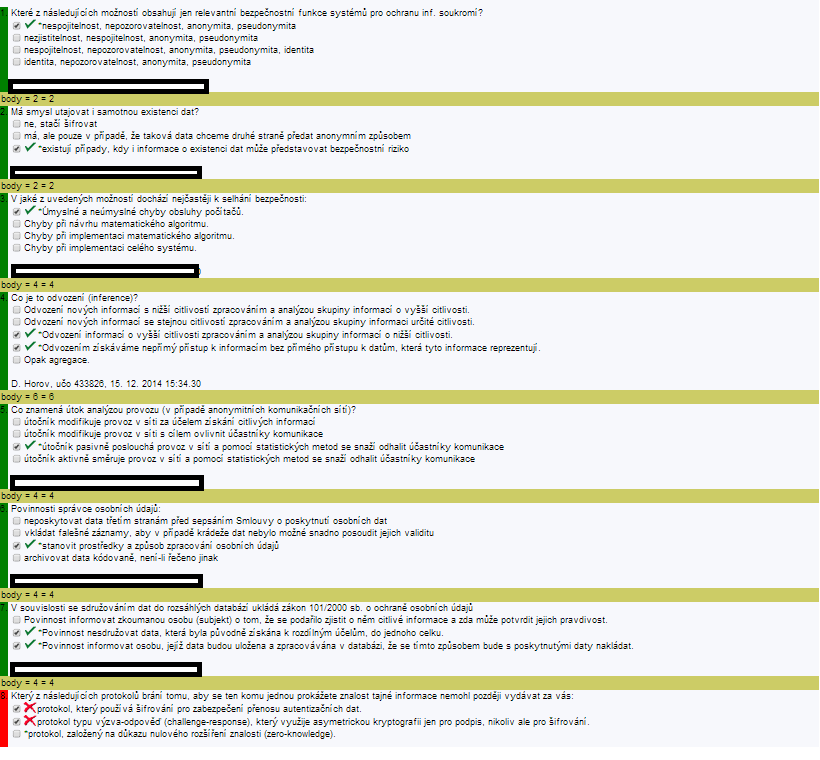 1. Které z následujících možností obsahují jen relevantní bezpečnostní funkce systémů pro ochranu inf. soukromí?
*nespojitelnost, nepozorovatelnost, anonymita, pseudonymita
nezjistitelnost, nespojitelnost, anonymita, pseudonymita
nespojitelnost, nepozorovatelnost, anonymita, pseudonymita, identita
identita, nepozorovatelnost, anonymita, pseudonymita
body = 2 = 2
2. Má smysl utajovat i samotnou existenci dat?
ne, stačí šifrovat
má, ale pouze v případě, že taková data chceme druhé straně předat anonymním způsobem
*existují případy, kdy i informace o existenci dat může představovat bezpečnostní riziko
body = 2 = 2
3. V jaké z uvedených možností dochází nejčastěji k selhání bezpečnosti:
*Úmyslné a neúmyslné chyby obsluhy počítačů.
Chyby při návrhu matematického algoritmu.
Chyby při implementaci matematického algoritmu.
Chyby při implementaci celého systému.
body = 4 = 4
4. Co je to odvození (inference)?
Odvození nových informací s nižší citlivostí zpracováním a analýzou skupiny informací o vyšší citlivosti.
Odvození nových informací se stejnou citlivostí zpracováním a analýzou skupiny informaci určité citlivosti.
*Odvození informací o vyšší citlivosti zpracováním a analýzou skupiny informací o nižší citlivosti.
*Odvozením získáváme nepřímý přístup k informacím bez přímého přístupu k datům, která tyto informace reprezentují.
Opak agregace.
D. Horov, učo 433826, 15. 12. 2014 15:34.30
body = 6 = 6
5. Co znamená útok analýzou provozu (v případě anonymitních komunikačních sítí)?
útočník modifikuje provoz v síti za účelem získání citlivých informací
útočník modifikuje provoz v síti s cílem ovlivnit účastníky komunikace
*útočník pasivně poslouchá provoz v sítí a pomocí statistických metod se snaží odhalit účastníky komunikace
útočník aktivně směruje provoz v sítí a pomocí statistických metod se snaží odhalit účastníky komunikace
body = 4 = 4
6. Povinnosti správce osobních údajů:
neposkytovat data třetím stranám před sepsáním Smlouvy o poskytnutí osobních dat
vkládat falešné záznamy, aby v případě krádeže dat nebylo možné snadno posoudit jejich validitu
*stanovit prostředky a způsob zpracování osobních údajů
archivovat data kódovaně, není-li řečeno jinak
body = 4 = 4
7. V souvislosti se sdružováním dat do rozsáhlých databází ukládá zákon 101/2000 sb. o ochraně osobních údajů
Povinnost informovat zkoumanou osobu (subjekt) o tom, že se podařilo zjistit o něm citlivé informace a zda může potvrdit jejich pravdivost.
*Povinnost nesdružovat data, která byla původně získána k rozdílným účelům, do jednoho celku.
*Povinnost informovat osobu, jejíž data budou uložena a zpracovávána v databázi, že se tímto způsobem bude s poskytnutými daty nakládat.
body = 4 = 4
8. Který z následujících protokolů brání tomu, aby se ten komu jednou prokážete znalost tajné informace nemohl později vydávat za vás:
protokol, který používá šifrování pro zabezpečení přenosu autentizačních dat.
protokol typu výzva-odpověď (challenge-response), který využije asymetrickou kryptografii jen pro podpis, nikoliv ale pro šifrování.
*protokol, založený na důkazu nulového rozšíření znalosti (zero-knowledge).